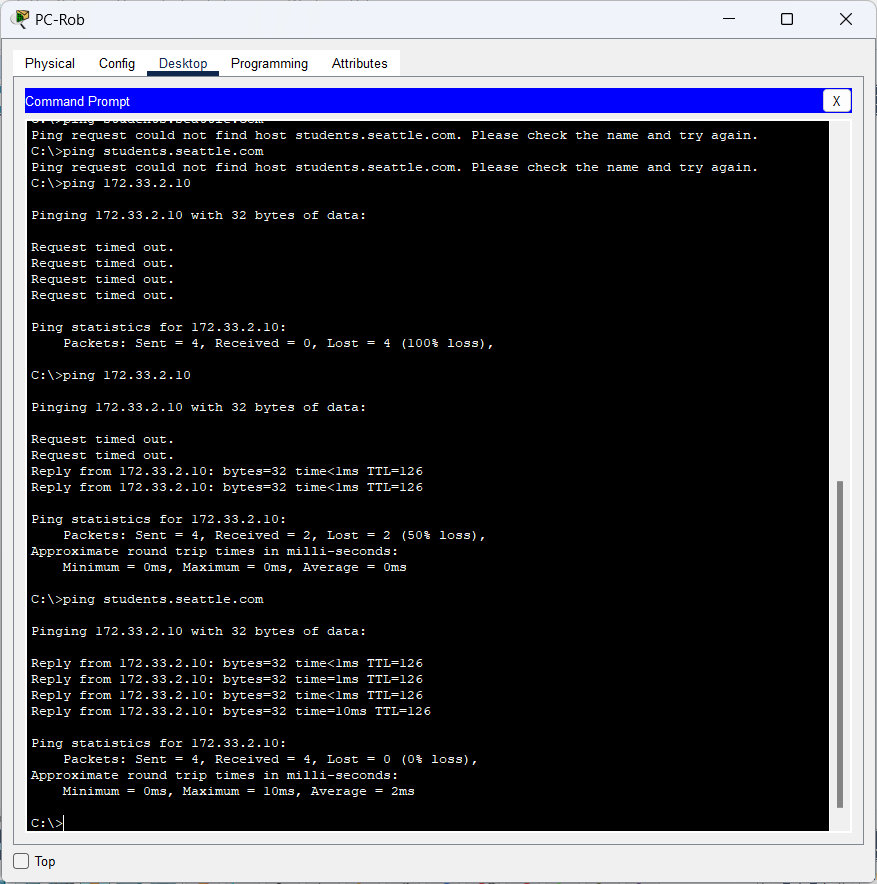 PC-Rob
Physical Config Desktop Programming Attributes
Command Prompt
X
C:\>ping students.seattle.com
Ping request could not find host students.seattle.com. Please check the name and try again.
C:\>ping students.seattle.com
Ping request could not find host students.seattle.com. Please check the name and try again.
C:\>ping 172.33.2.10
Pinging 172.33.2.10 with 32 bytes of data:
Request timed out.
Request timed out.
Request timed out.
Request timed out.
Ping statistics for 172.33.2.10:
Packets: Sent = 4, Received = 0, Lost = 4 (100% loss),
C:\>ping 172.33.2.10
Pinging 172.33.2.10 with 32 bytes of data:
Request timed out.
Request timed out.
Reply from 172.33.2.10: bytes=32 time<1ms TTL=126
Reply from 172.33.2.10: bytes=32 time<1ms TTL=126
Ping statistics for 172.33.2.10:
Packets: Sent = 4, Received = 2, Lost = 2 (50% loss),
Approximate round trip times in milli-seconds:
Minimum = 0ms, Maximum = 0ms, Average = 0ms
C:\>ping students.seattle.com
Pinging 172.33.2.10 with 32 bytes of data:
Reply from 172.33.2.10: bytes=32 time<1ms TTL=126
Reply from 172.33.2.10: bytes=32 time=1ms TTL=126
Reply from 172.33.2.10: bytes=32 time<1ms TTL=126
Reply from 172.33.2.10: bytes=32 time=10ms TTL=126
Ping statistics for 172.33.2.10:
Packets: Sent = 4, Received = 4, Lost = 0 (0% loss),
Approximate round trip times in milli-seconds:
Minimum = 0ms, Maximum = 10ms, Average = 2ms
C:\>
Top